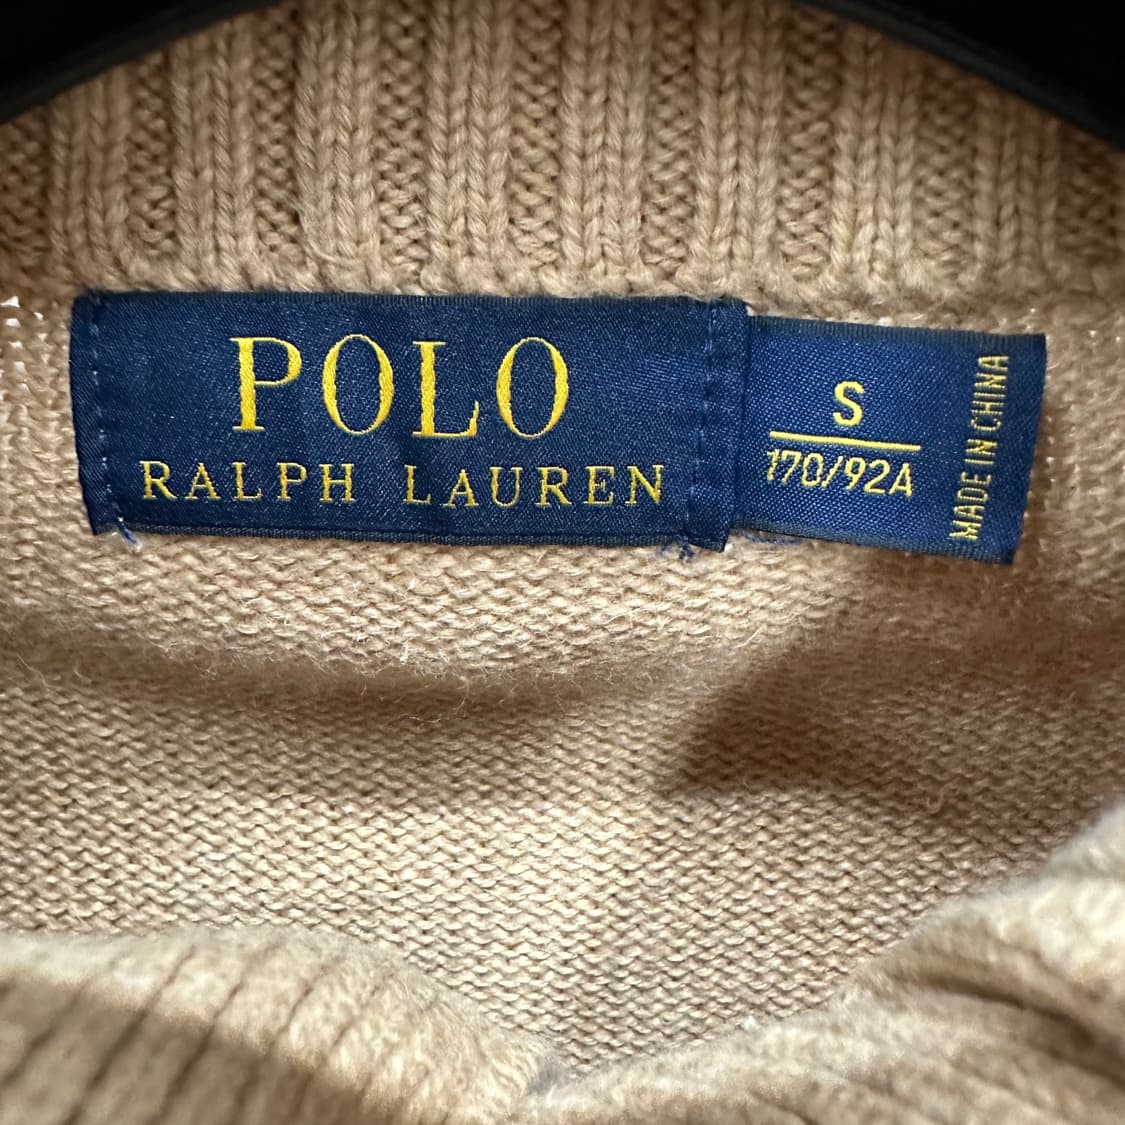 POLO
RALPH LAUREN
S
170/92A
MADE IN CHINA